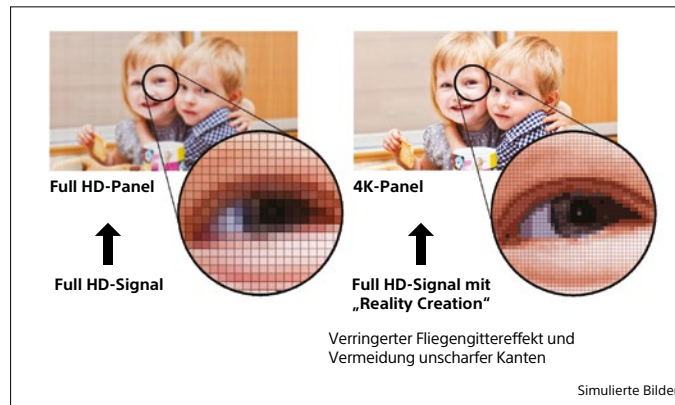 Full HD-Panel
Full HD-Signal
4K-Panel
Full HD-Signal mit
„Reality Creation“
Verringerter Fliegengittereffekt und
Vermeidung unscharfer Kanten
Simulierte Bilder